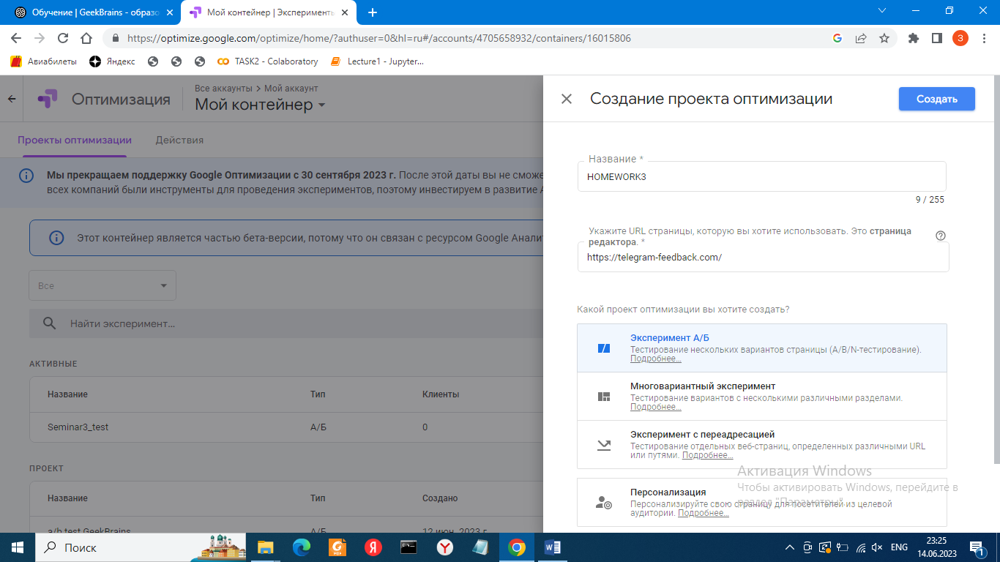 Обучение | GeekBrains - образо
Мой контейнер | Эксперименты
https://optimize.google.com/optimize/home/?authuser=0&hl=ru#/accounts/4705658932/containers/16015806
З
Авиабилеты
Яндекс
TASK2 - Colaboratory
Lecture1 - Jupyter...
Оптимизация
Все аккаунты > Мой аккаунт
Мой контейнер
Проекты оптимизации
Действия
Мы прекращаем поддержку Google Оптимизации с 30 сентября 2023 г. После этой даты вы не сможе
всех компаний были инструменты для проведения экспериментов, поэтому инвестируем в развитие А
Этот контейнер является частью бета-версии, потому что он связан с ресурсом Google Анали
Все
Найти эксперимент...
АКТИВНЫЕ
Название Тип Клиенты
Seminar3_test А/Б 0
ПРОЕКТ
Название Тип Создано
a/b test GeekBrains А/Б 12 июн. 2023 г.
Создание проекта оптимизации
Создать
Название *
HOMEWORK3
9 / 255
Укажите URL страницы, которую вы хотите использовать. Это страница
редактора. *
https://telegram-feedback.com/
Какой проект оптимизации вы хотите создать?
Эксперимент А/Б
Тестирование нескольких вариантов страницы (A/B/N-тестирование).
Подробнее...
Многовариантный эксперимент
Тестирование вариантов с несколькими различными разделами.
Подробнее...
Эксперимент с переадресацией
Тестирование отдельных веб-страниц, определенных различными URL
или путями. Подробнее...
Активация Windows
Чтобы активировать Windows, перейдите в
раздел "Параметры".
Персонализация
Персонализируйте свою страницу для посетителей из целевой
аудитории. Подробнее...
Поиск
ENG
23:25
14.06.2023
1